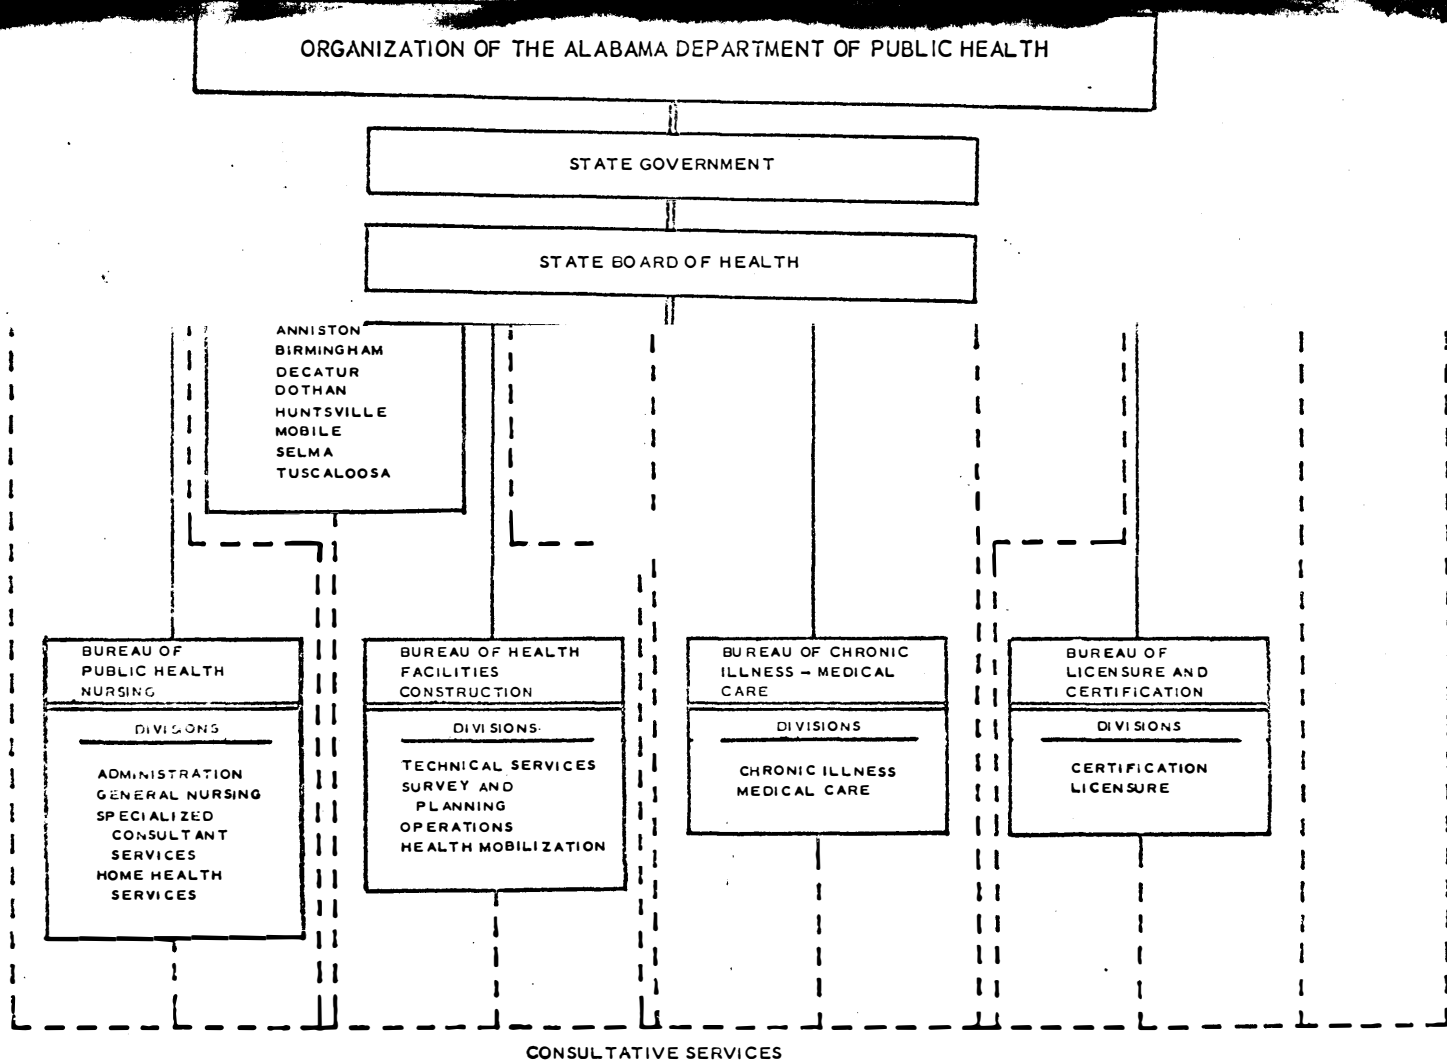 ORGANIZATION OF THE ALABAMA DEPARTMENT OF PUBLIC HEALTH
STATE GOVERNMENT
STATE BOARD OF HEALTH
ANNISTON
BIRMINGHAM
DECATUR
DOTHAN
HUNTSVILLE
MOBILE
SELMA
TUSCALOOSA
BUREAU OF
PUBLIC HEALTH
NURSING
DIVISIONS
ADMINISTRATION
GENERAL NURSING
SPECIALIZED
CONSULTANT
SERVICES
HOME HEALTH
SERVICES
BUREAU OF HEALTH
FACILITIES
CONSTRUCTION
DIVISIONS
TECHNICAL SERVICES
SURVEY AND
PLANNING
OPERATIONS
HEALTH MOBILIZATION
BUREAU OF CHRONIC
ILLNESS – MEDICAL
CARE
DIVISIONS
CHRONIC ILLNESS
MEDICAL CARE
BUREAU OF
LICENSURE AND
CERTIFICATION
DIVISIONS
CERTIFICATION
LICENSURE
CONSULTATIVE SERVICES